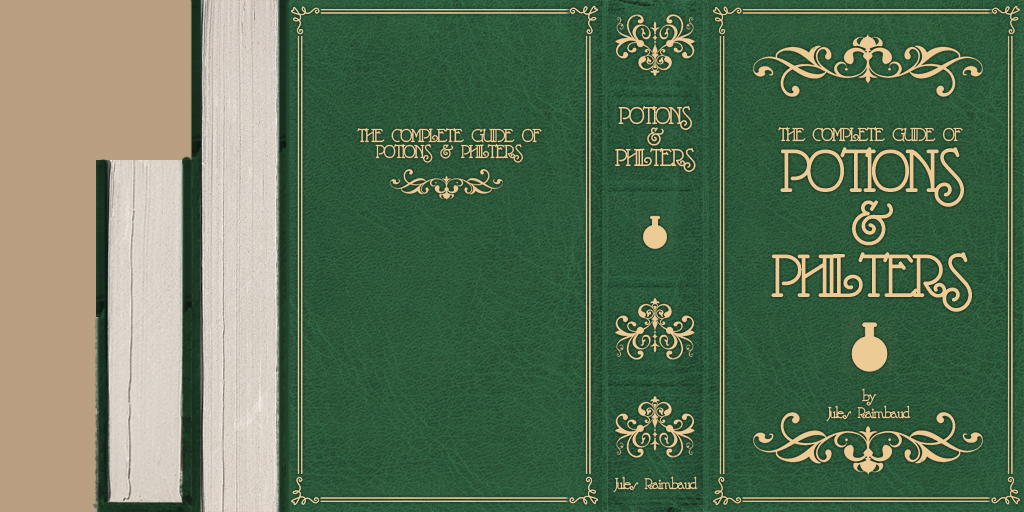 THE COMPLETE GUIDE OF
POTIONS & PHILTERS
POTIONS
&
PHILTERS
Jules Raimbaud
THE COMPLETE GUIDE OF
POTIONS
&
PHILTERS
by
Jules Raimbaud